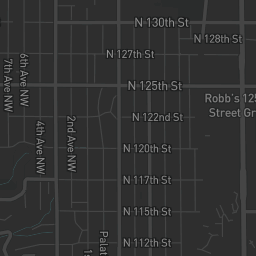 N 130th St
N 128th St
N 127th St
6th Ave NW
7th Ave NW
N 125th St
Robb's 125
Street Gr
N 122nd St
4th Ave NW
2nd Ave NW
N 120th St
N 117th St
N 115th St
Palat
N 112th St